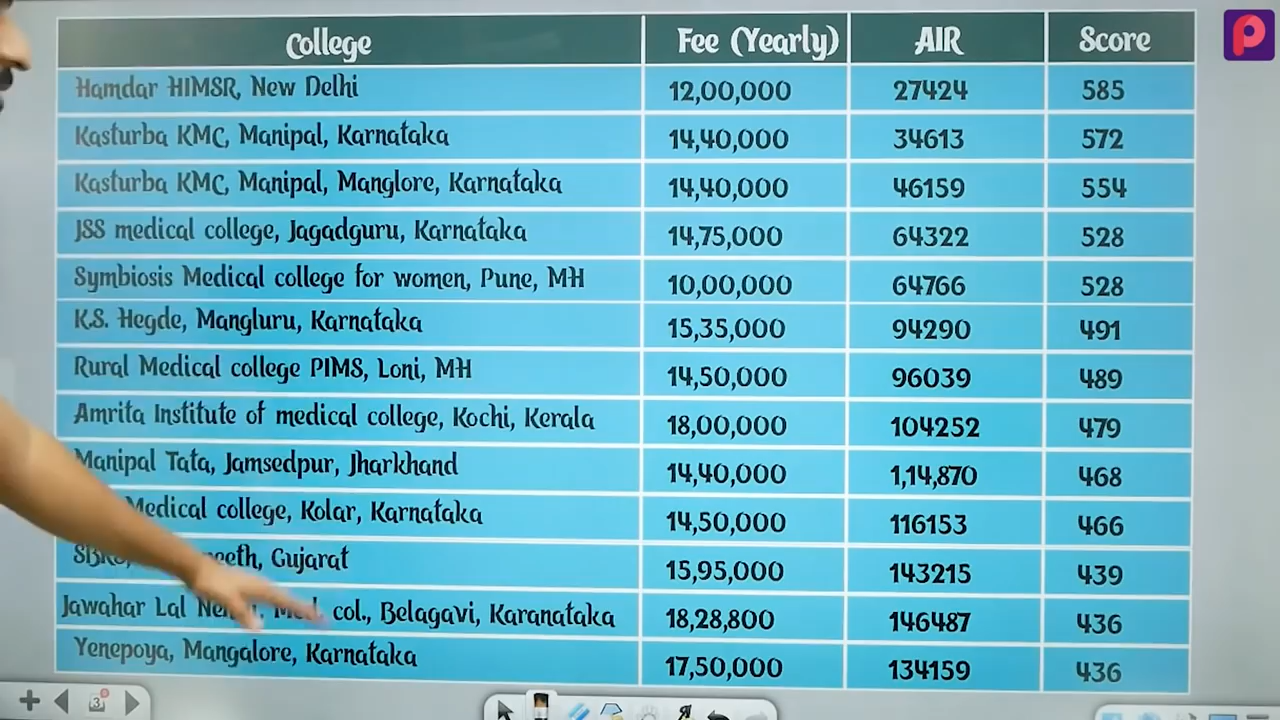 College Fee (Yearly) AIR Score
Hamdar HIMSR, New Delhi 12,00,000 27424 585
Kasturba KMC, Manipal, Karnataka 14,40,000 34613 572
Kasturba KMC, Manipal, Manglore, Karnataka 14,40,000 46159 554
JSS medical college, Jagadguru, Karnataka 14,75,000 64322 528
Symbiosis Medical college for women, Pune, MH 10,00,000 64766 528
K.S. Hegde, Mangluru, Karnataka 15,35,000 94290 491
Rural Medical college PIMS, Loni, MH 14,50,000 96039 489
Amrita Institute of medical college, Kochi, Kerala 18,00,000 104252 479
Manipal Tata, Jamsedpur, Jharkhand 14,40,000 1,14,870 468
Medical college, Kolar, Karnataka 14,50,000 116153 466
Gujarat 15,95,000 143215 439
Jawahar Lal Med. col., Belagavi, Karanataka 18,28,800 146487 436
Yenepoya, Mangalore, Karnataka 17,50,000 134159 436